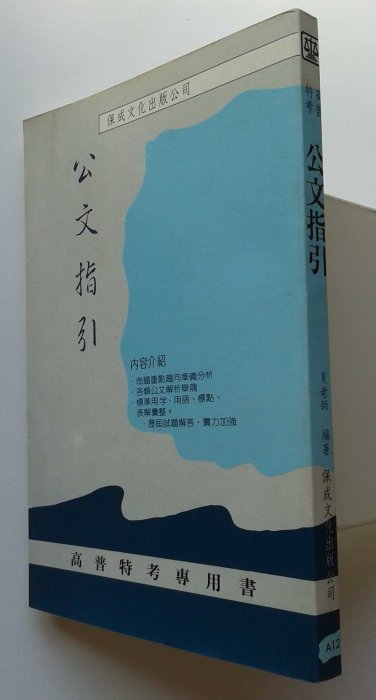 保成文化出版公司
公文指引
內容介紹
·命題重點趨向準備分析
·各類公文解析舉隅
·標準用字、用語、標點、
表解彙整。
·歷屆試題解答，實力加強
高普特考專用書
高普
特考
公文指引
夏老師 編著
保成文化出版公司
A12